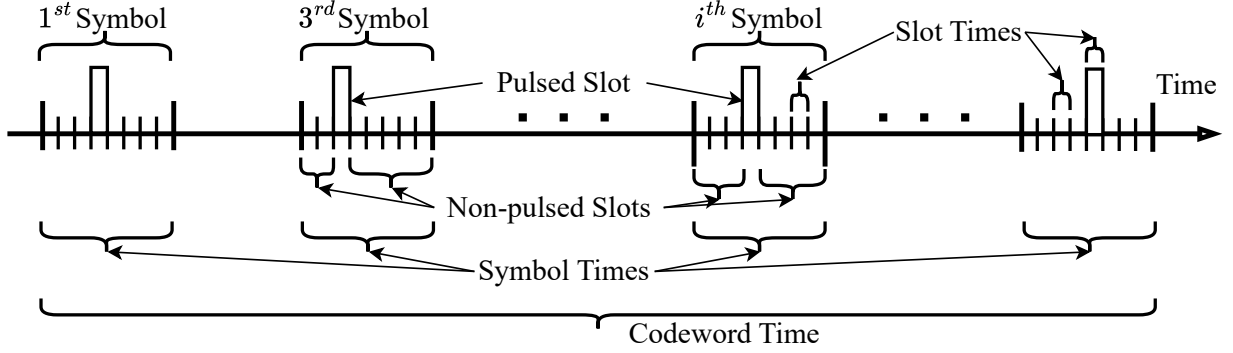 1st Symbol
3rd Symbol
ith Symbol
Slot Times
Pulsed Slot
Time
Non-pulsed Slots
Symbol Times
Codeword Time